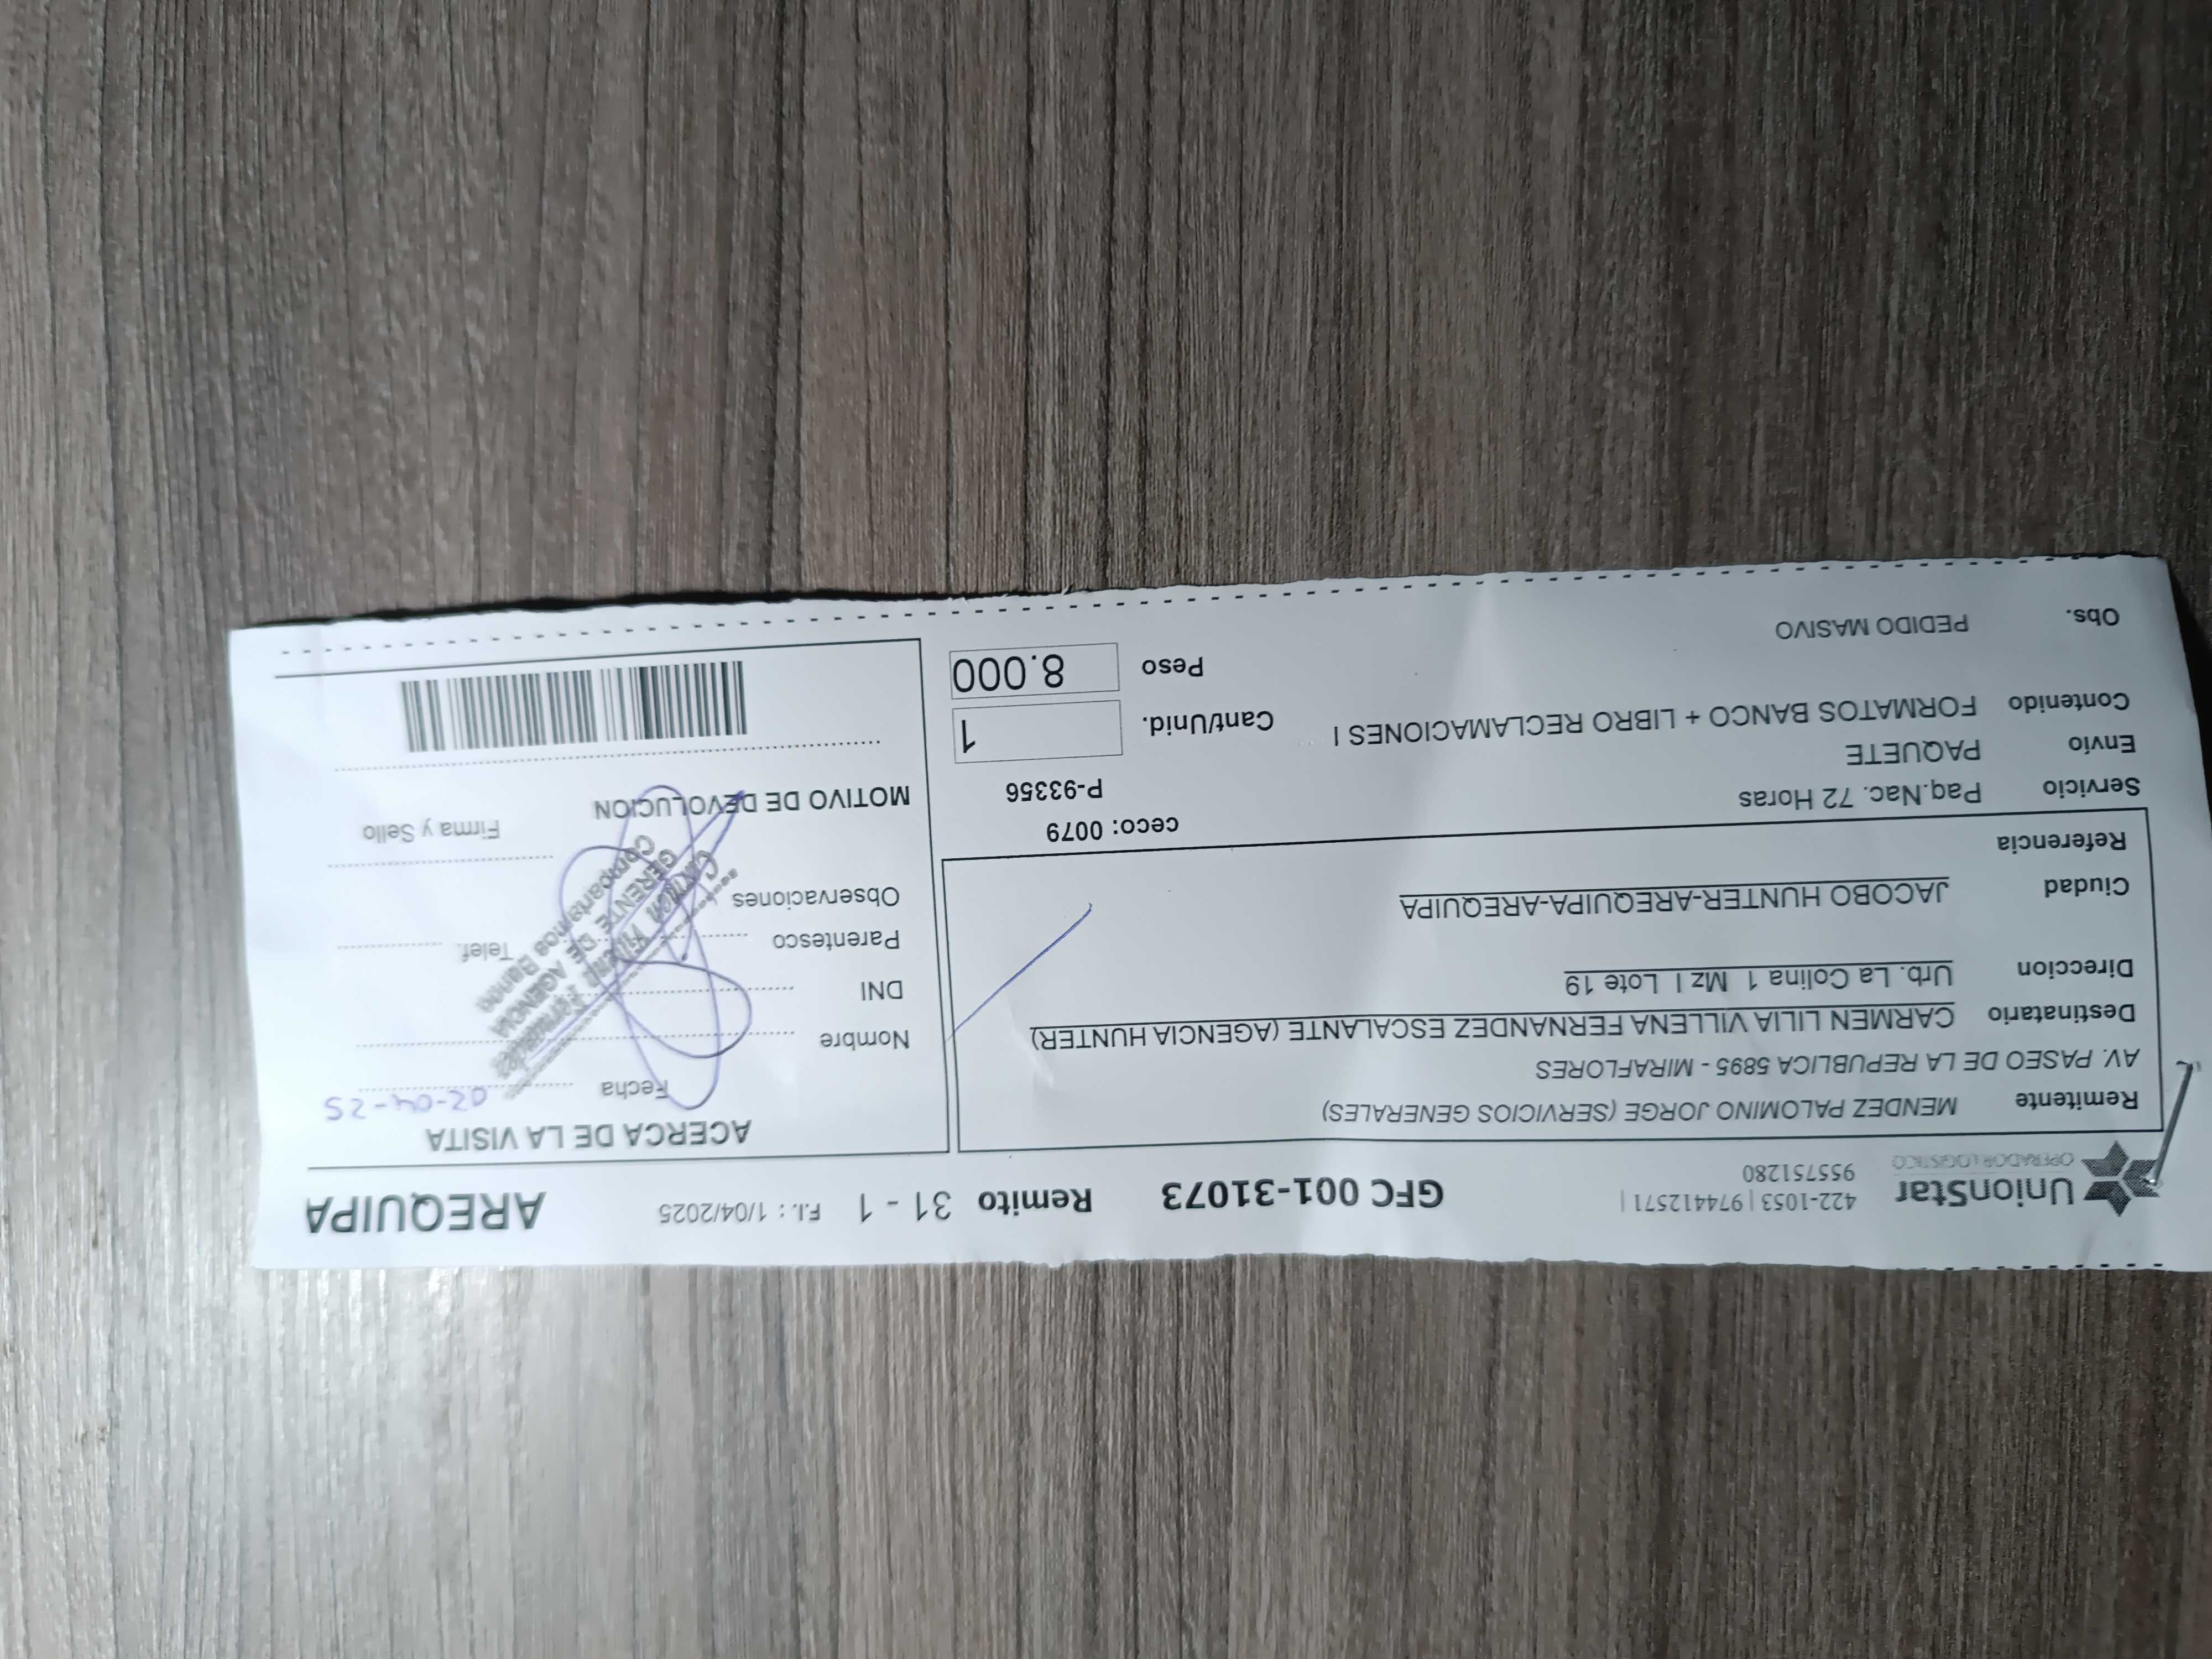 UnionStar
OPERADOR LOGISTICO
422-1053 | 974412571 |
955751280
GFC 001-31073
Remito 31 - 1
F.I. : 1/04/2025
AREQUIPA
Remitente MENDEZ PALOMINO JORGE (SERVICIOS GENERALES)
AV. PASEO DE LA REPUBLICA 5895 - MIRAFLORES
Destinatario CARMEN LILIA VILLENA FERNANDEZ ESCALANTE (AGENCIA HUNTER)
Direccion Urb. La Colina 1 Mz I Lote 19
Ciudad JACOBO HUNTER-AREQUIPA-AREQUIPA
Referencia
Servicio Paq.Nac. 72 Horas
ceco: 0079
Envío PAQUETE
P-93356
Contenido FORMATOS BANCO + LIBRO RECLAMACIONES I
Cant/Unid. 1
Obs. PEDIDO MASIVO
Peso 8.000
ACERCA DE LA VISITA
Fecha 02-04-25
Nombre
DNI
Parentesco Telef.
Observaciones
Carmen
GERENTE DE AGENCIA
Compartamos Banco
Firma y Sello
MOTIVO DE DEVOLUCION